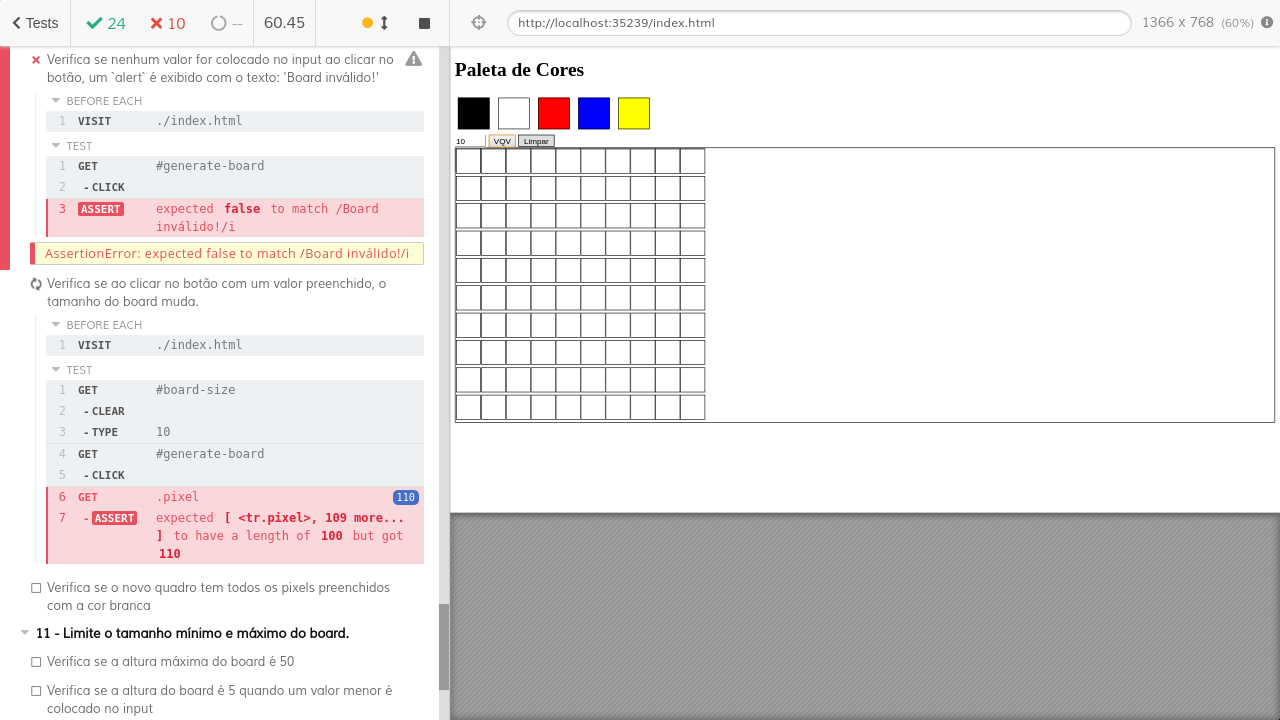 Tests 24 10 -- 60.45
http://localhost:35239/index.html 1366 x 768 (60%)
Verifica se nenhum valor for colocado no input ao clicar no
botão, um `alert` é exibido com o texto: 'Board inválido!'
BEFORE EACH
1 VISIT ./index.html
TEST
1 GET #generate-board
2 - CLICK
3 ASSERT expected false to match /Board
inválido!/i
AssertionError: expected false to match /Board inválido!/i
Verifica se ao clicar no botão com um valor preenchido, o
tamanho do board muda.
BEFORE EACH
1 VISIT ./index.html
TEST
1 GET #board-size
2 - CLEAR
3 - TYPE 10
4 GET #generate-board
5 - CLICK
6 GET .pixel 110
7 - ASSERT expected [ <tr.pixel>, 109 more...
] to have a length of 100 but got
110
Verifica se o novo quadro tem todos os pixels preenchidos
com a cor branca
11 - Limite o tamanho mínimo e máximo do board.
Verifica se a altura máxima do board é 50
Verifica se a altura do board é 5 quando um valor menor é
colocado no input
Paleta de Cores
10 VQV Limpar